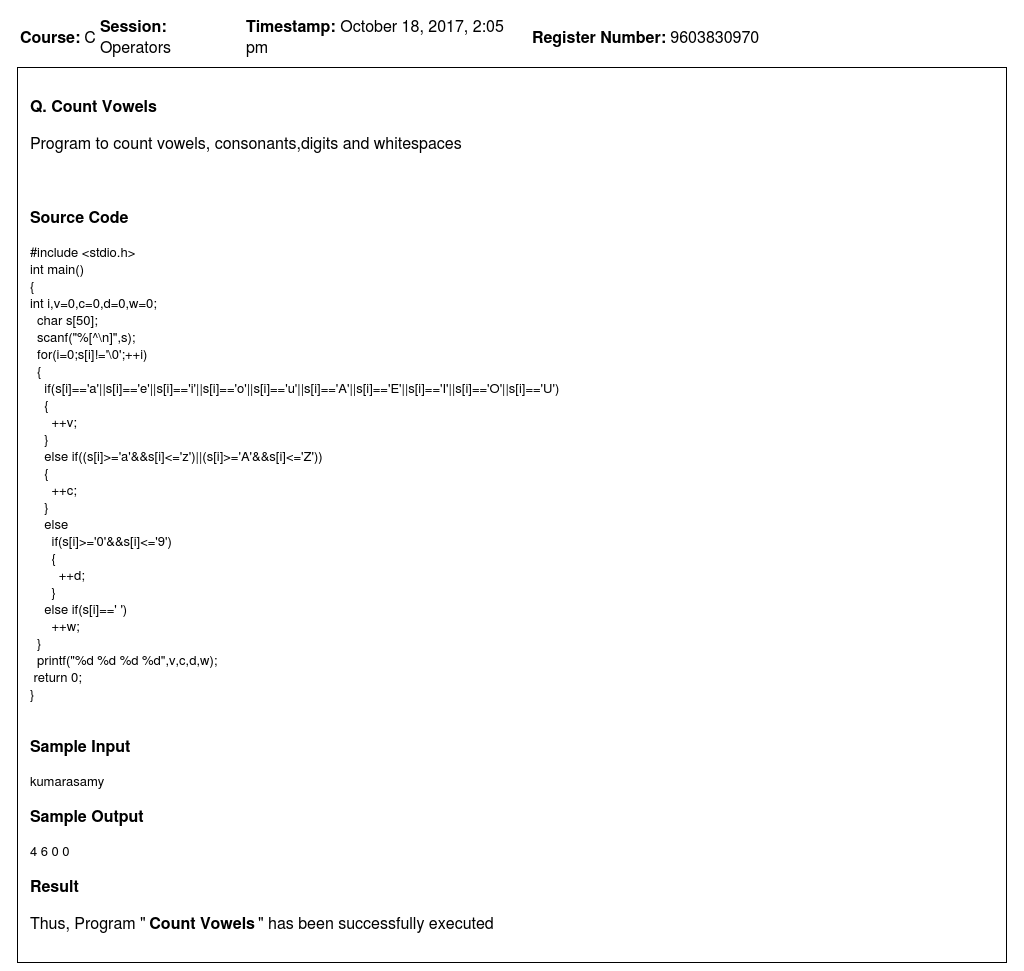 Course: C Session: Operators Timestamp: October 18, 2017, 2:05 pm Register Number: 9603830970
Q. Count Vowels
Program to count vowels, consonants,digits and whitespaces
Source Code
#include <stdio.h>
int main()
{
int i,v=0,c=0,d=0,w=0;
  char s[50];
  scanf("%[^\n]",s);
  for(i=0;s[i]!='\0';++i)
  {
    if(s[i]=='a'||s[i]=='e'||s[i]=='i'||s[i]=='o'||s[i]=='u'||s[i]=='A'||s[i]=='E'||s[i]=='I'||s[i]=='O'||s[i]=='U')
    {
      ++v;
    }
    else if((s[i]>='a'&&s[i]<='z')||(s[i]>='A'&&s[i]<='Z'))
    {
      ++c;
    }
    else
      if(s[i]>='0'&&s[i]<='9')
      {
        ++d;
      }
    else if(s[i]==' ')
      ++w;
  }
  printf("%d %d %d %d",v,c,d,w);
 return 0;
}
Sample Input
kumarasamy
Sample Output
4 6 0 0
Result
Thus, Program " Count Vowels " has been successfully executed